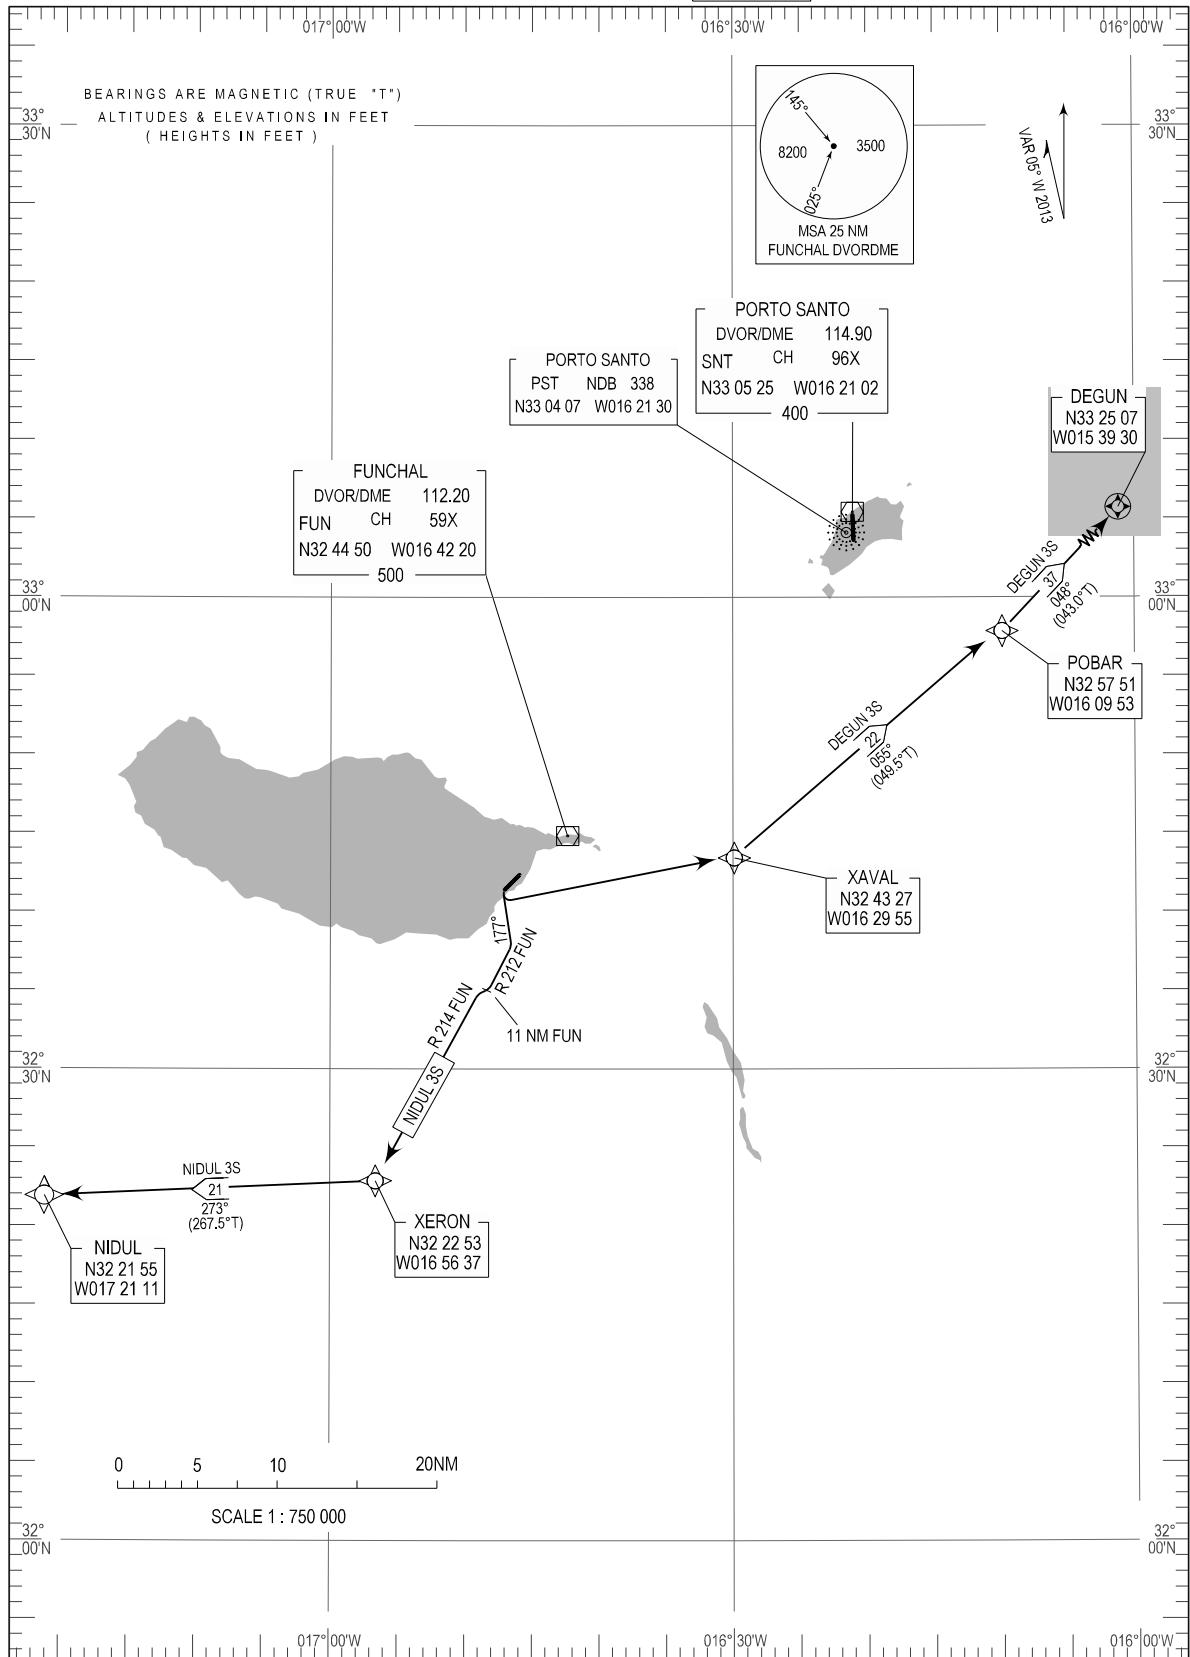 017° 00'W
016° 30'W
016° 00'W
BEARINGS ARE MAGNETIC (TRUE "T")
ALTITUDES & ELEVATIONS IN FEET
( HEIGHTS IN FEET )
33°
30'N
33°
30'N
145°
8200
3500
025°
MSA 25 NM
FUNCHAL DVORDME
VAR 05° W 2013
PORTO SANTO
DVOR/DME 114.90
SNT CH 96X
N33 05 25 W016 21 02
400
PORTO SANTO
PST NDB 338
N33 04 07 W016 21 30
DEGUN
N33 25 07
W015 39 30
FUNCHAL
DVOR/DME 112.20
FUN CH 59X
N32 44 50 W016 42 20
500
33°
00'N
33°
00'N
DEGUN 3S
37
048°
(043.0°T)
POBAR
N32 57 51
W016 09 53
DEGUN 3S
22
055°
(049.5°T)
XAVAL
N32 43 27
W016 29 55
177°
R 212 FUN
R 214 FUN
11 NM FUN
NIDUL 3S
32°
30'N
32°
30'N
NIDUL 3S
21
273°
(267.5°T)
XERON
N32 22 53
W016 56 37
NIDUL
N32 21 55
W017 21 11
0 5 10 20NM
SCALE 1 : 750 000
32°
00'N
32°
00'N
017° 00'W
016° 30'W
016° 00'W